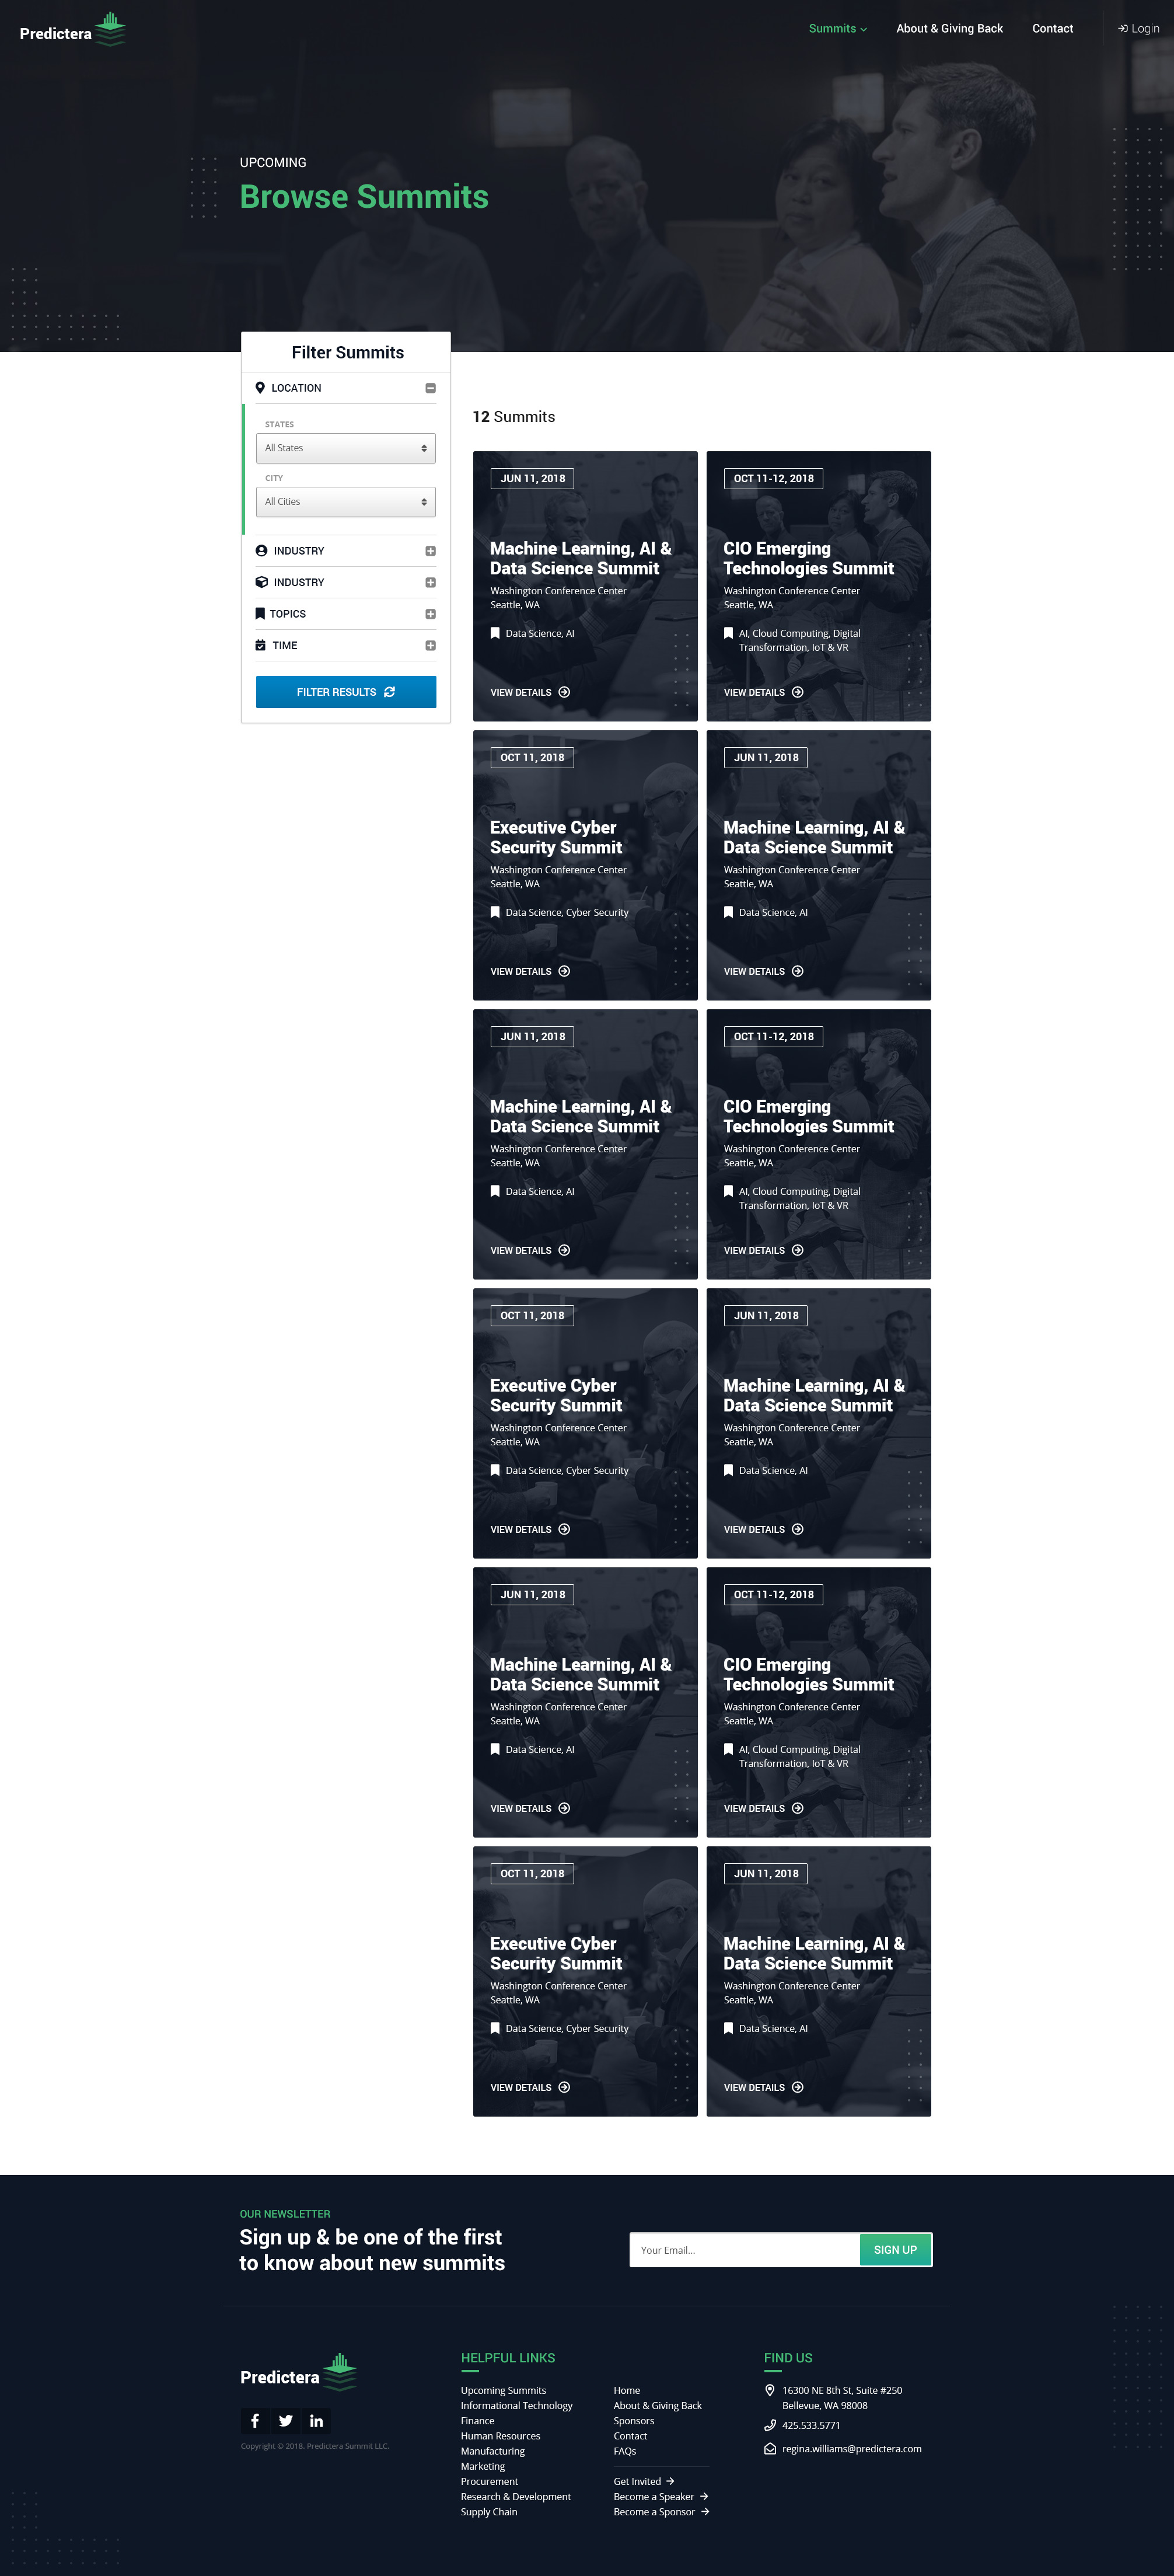 Predictera
Summits
About & Giving Back
Contact
Login
UPCOMING
Browse Summits
Filter Summits
LOCATION
STATES
All States
CITY
All Cities
INDUSTRY
INDUSTRY
TOPICS
TIME
FILTER RESULTS
12 Summits
JUN 11, 2018
Machine Learning, AI &
Data Science Summit
Washington Conference Center
Seattle, WA
Data Science, AI
VIEW DETAILS
OCT 11-12, 2018
CIO Emerging
Technologies Summit
Washington Conference Center
Seattle, WA
AI, Cloud Computing, Digital
Transformation, IoT & VR
VIEW DETAILS
OCT 11, 2018
Executive Cyber
Security Summit
Washington Conference Center
Seattle, WA
Data Science, Cyber Security
VIEW DETAILS
JUN 11, 2018
Machine Learning, AI &
Data Science Summit
Washington Conference Center
Seattle, WA
Data Science, AI
VIEW DETAILS
JUN 11, 2018
Machine Learning, AI &
Data Science Summit
Washington Conference Center
Seattle, WA
Data Science, AI
VIEW DETAILS
OCT 11-12, 2018
CIO Emerging
Technologies Summit
Washington Conference Center
Seattle, WA
AI, Cloud Computing, Digital
Transformation, IoT & VR
VIEW DETAILS
OCT 11, 2018
Executive Cyber
Security Summit
Washington Conference Center
Seattle, WA
Data Science, Cyber Security
VIEW DETAILS
JUN 11, 2018
Machine Learning, AI &
Data Science Summit
Washington Conference Center
Seattle, WA
Data Science, AI
VIEW DETAILS
JUN 11, 2018
Machine Learning, AI &
Data Science Summit
Washington Conference Center
Seattle, WA
Data Science, AI
VIEW DETAILS
OCT 11-12, 2018
CIO Emerging
Technologies Summit
Washington Conference Center
Seattle, WA
AI, Cloud Computing, Digital
Transformation, IoT & VR
VIEW DETAILS
OCT 11, 2018
Executive Cyber
Security Summit
Washington Conference Center
Seattle, WA
Data Science, Cyber Security
VIEW DETAILS
JUN 11, 2018
Machine Learning, AI &
Data Science Summit
Washington Conference Center
Seattle, WA
Data Science, AI
VIEW DETAILS
OUR NEWSLETTER
Sign up & be one of the first
to know about new summits
Your Email...
SIGN UP
Predictera
Copyright © 2018. Predictera Summit LLC.
HELPFUL LINKS
Upcoming Summits
Informational Technology
Finance
Human Resources
Manufacturing
Marketing
Procurement
Research & Development
Supply Chain
Home
About & Giving Back
Sponsors
Contact
FAQs
Get Invited
Become a Speaker
Become a Sponsor
FIND US
16300 NE 8th St, Suite #250
Bellevue, WA 98008
425.533.5771
regina.williams@predictera.com